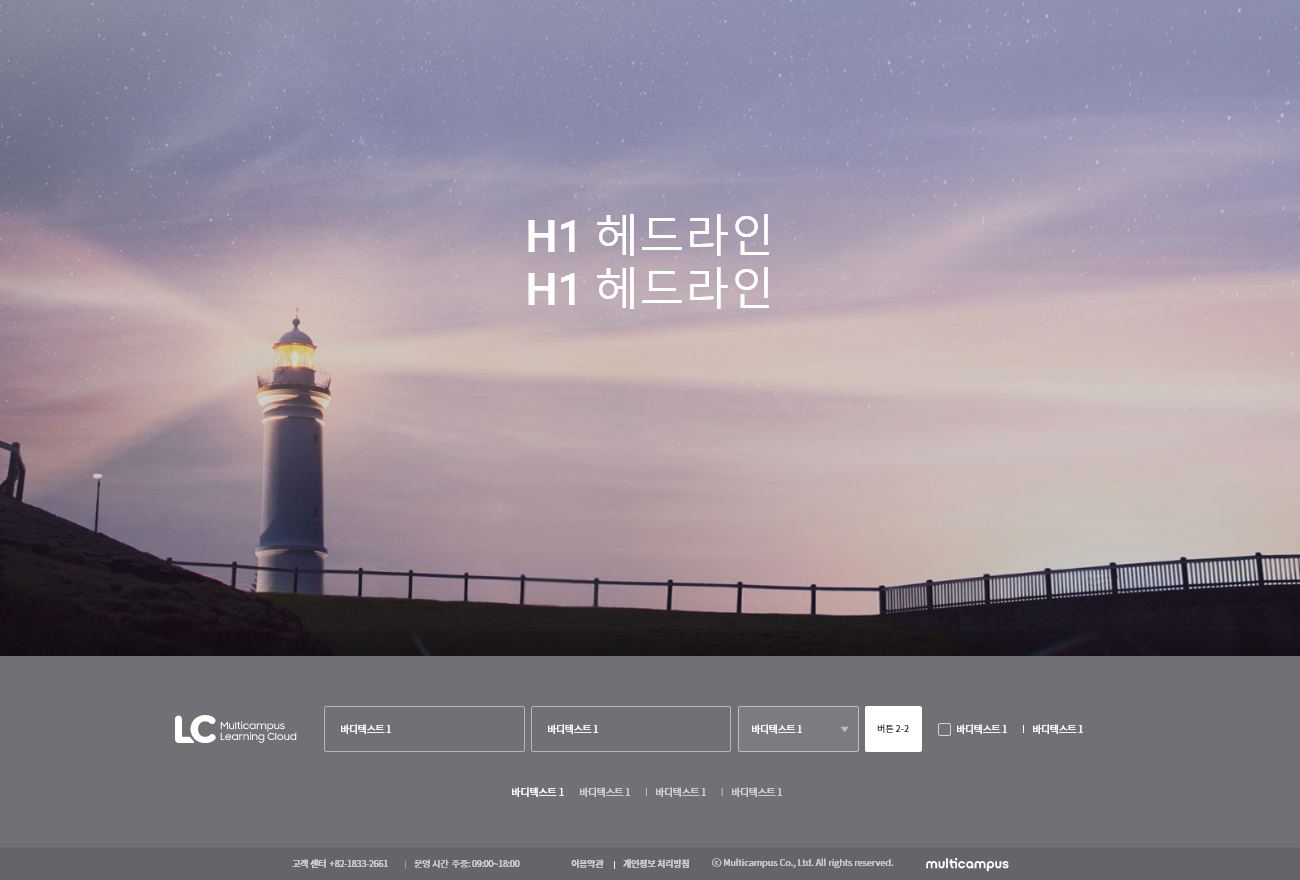 H1 헤드라인
H1 헤드라인
LC Multicampus Learning Cloud
바디텍스트 1
바디텍스트 1
바디텍스트 1
버튼 2-2
바디텍스트 1 | 바디텍스트 1
바디텍스트 1 바디텍스트 1 | 바디텍스트 1 | 바디텍스트 1
고객 센터 +82-1833-2661 | 운영 시간 주중: 09:00~18:00 이용약관 | 개인정보 처리방침 ⓒ Multicampus Co., Ltd. All rights reserved. multicampus